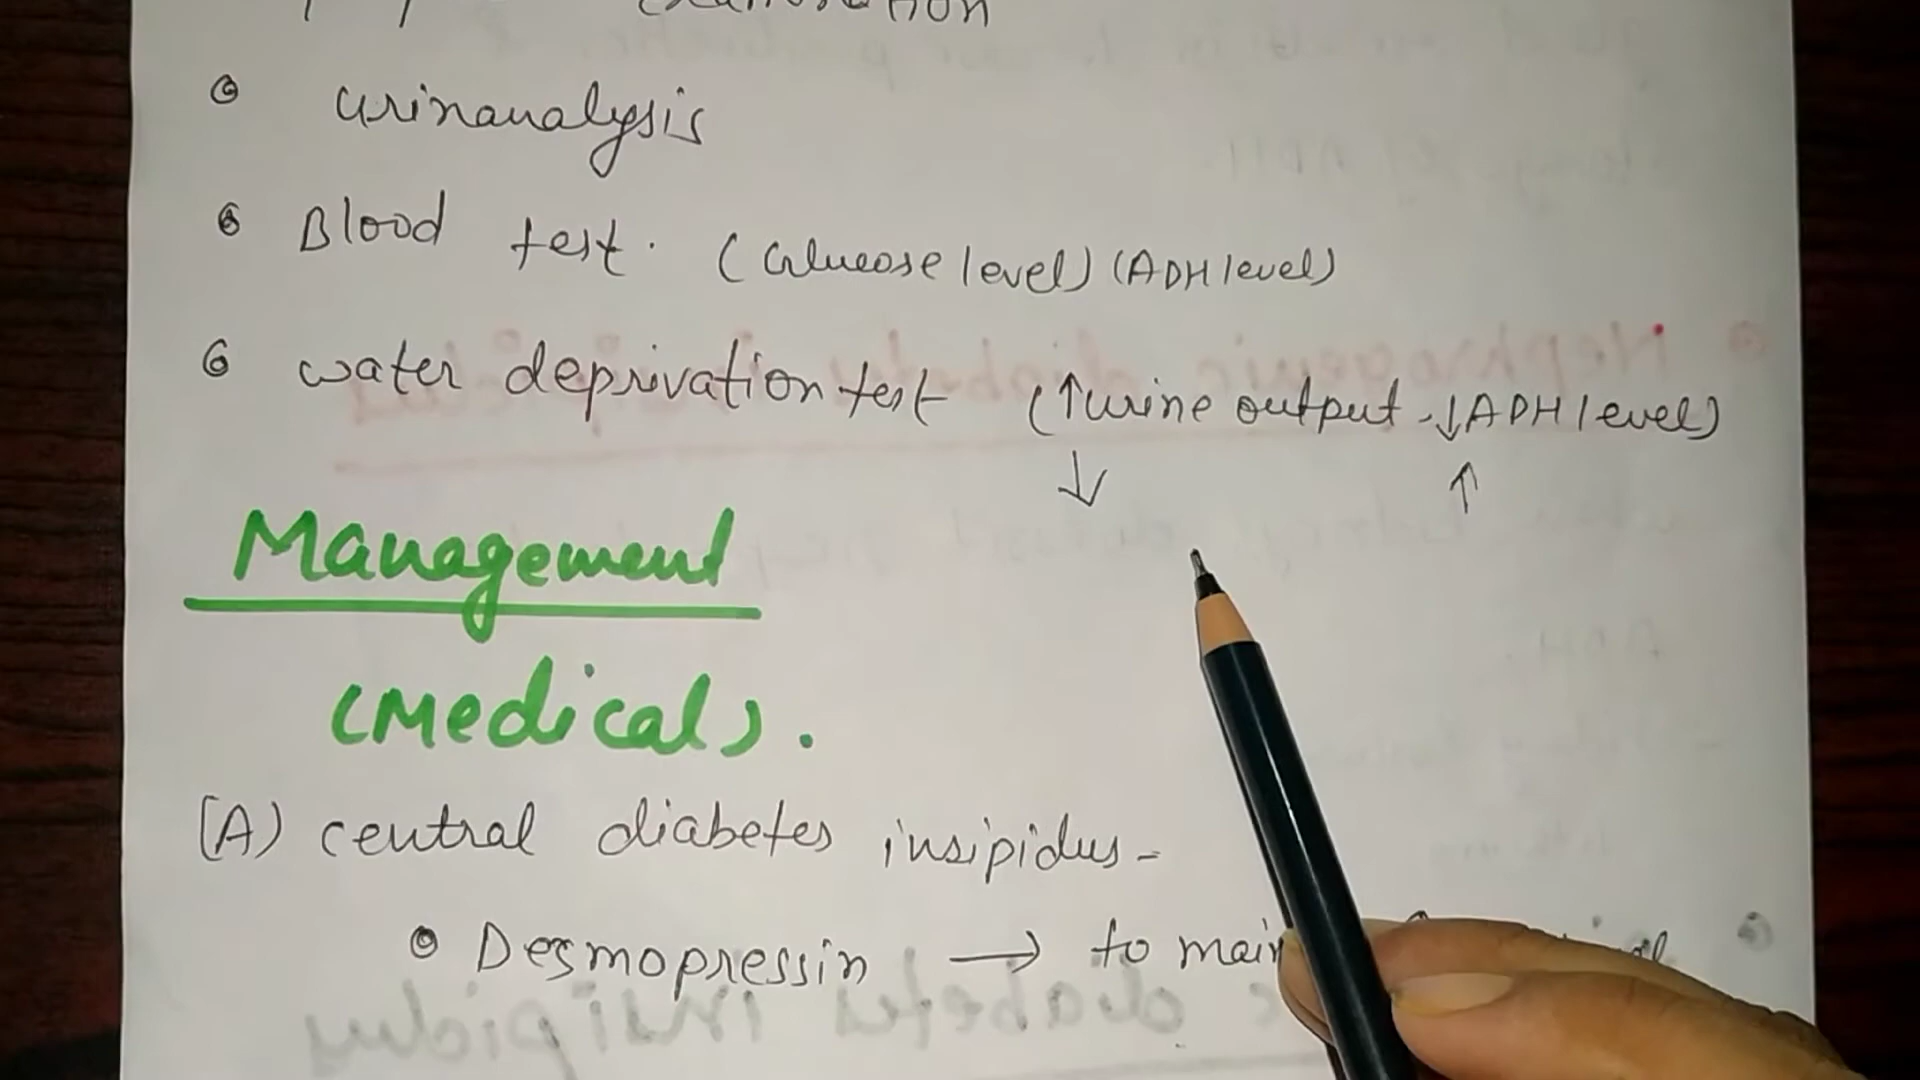 urinanalysis
Blood test. (Glucose level) (ADH level)
water deprivation test (↑urine output ↓ADH level)
↓ ↑
Management
(Medical).
(A) central diabetes insipidus -
Desmopressin → to main